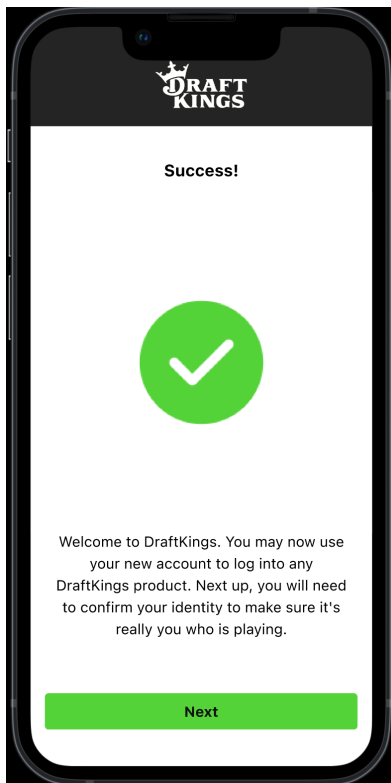 DRAFT
KINGS
Success!
Welcome to DraftKings. You may now use
your new account to log into any
DraftKings product. Next up, you will need
to confirm your identity to make sure it's
really you who is playing.
Next